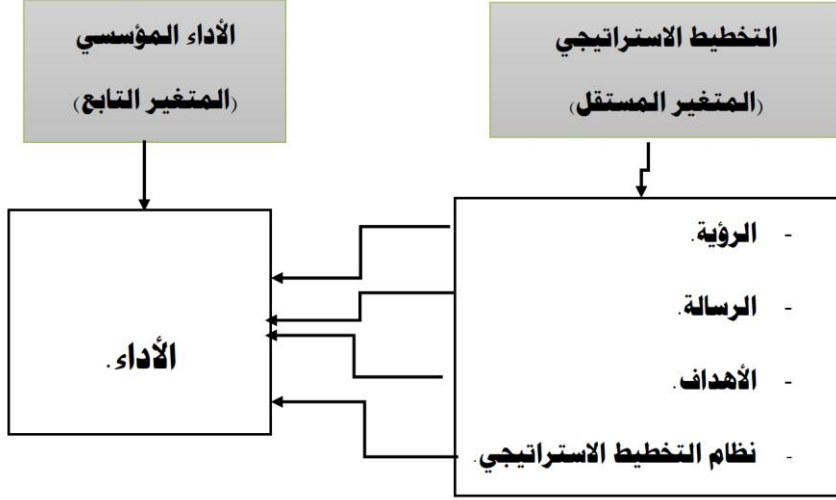 التخطيط الاستراتيجي
(المتغير المستقل)
الأداء المؤسسي
(المتغير التابع)
- الرؤية.
- الرسالة.
- الأهداف.
- نظام التخطيط الاستراتيجي.
الأداء.